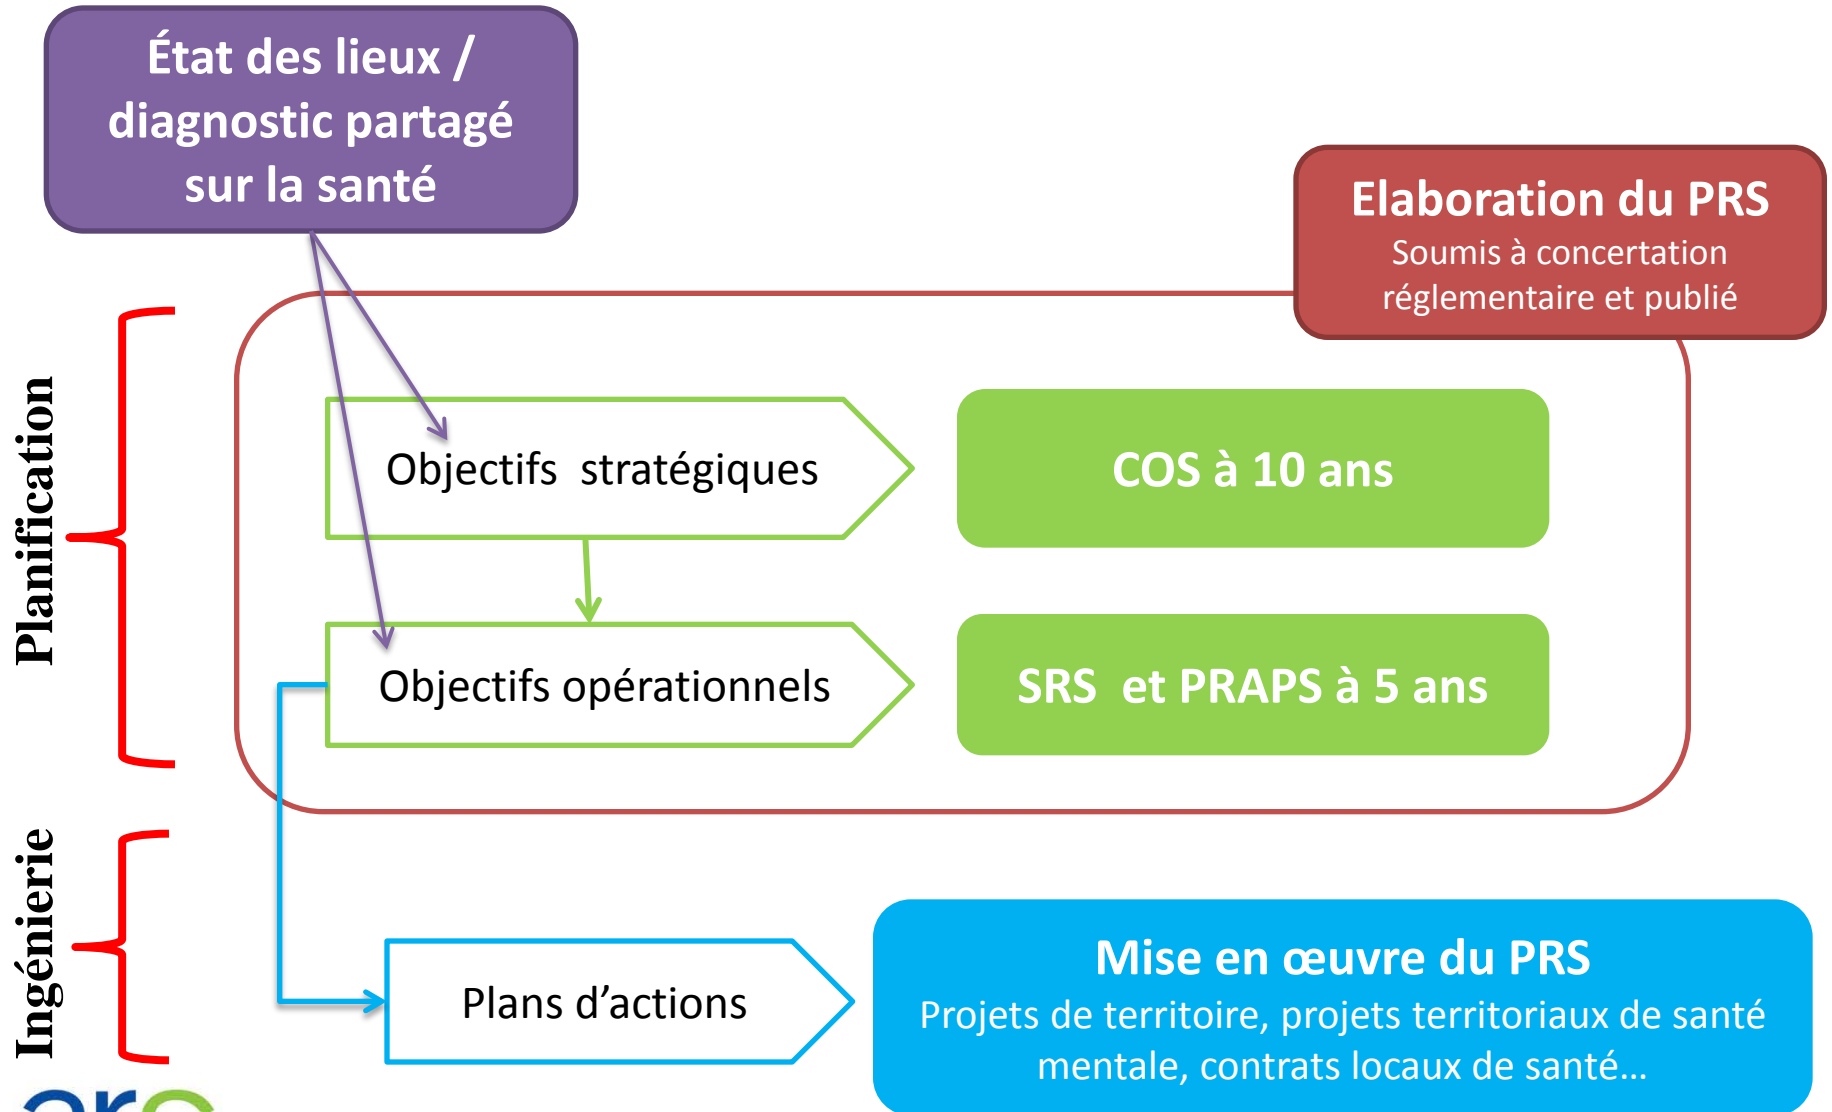 État des lieux /
diagnostic partagé
sur la santé
Elaboration du PRS
Soumis à concertation
réglementaire et publié
Planification
Objectifs stratégiques
COS à 10 ans
Objectifs opérationnels
SRS et PRAPS à 5 ans
Ingénierie
Plans d’actions
Mise en œuvre du PRS
Projets de territoire, projets territoriaux de santé
mentale, contrats locaux de santé...
ars